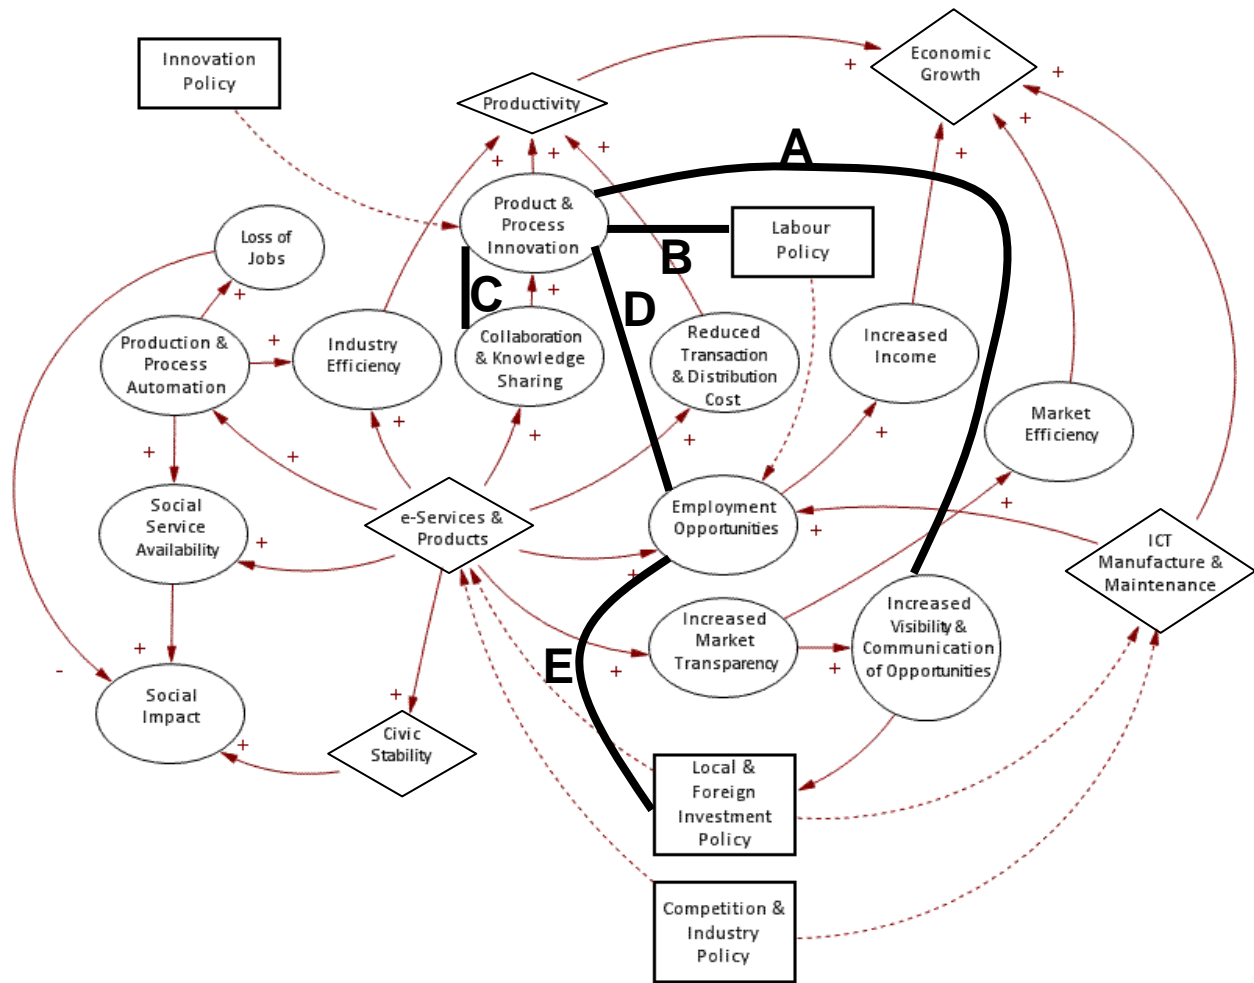 Innovation
Policy
Economic
Growth
+
+
Productivity
+
+
+
+
+
A
Product &
Process
Innovation
Labour
Policy
B
Loss of
Jobs
+
C
+
D
Production &
Process
Automation
+
Industry
Efficiency
Collaboration
& Knowledge
Sharing
Reduced
Transaction
& Distribution
Cost
Increased
Income
Market
Efficiency
+
+
+
+
+
+
+
Social
Service
Availability
+
e-Services &
Products
Employment
Opportunities
+
+
ICT
Manufacture &
Maintenance
+
Increased
Market
Transparency
+
Increased
Visibility &
Communication
of Opportunities
+
E
+
-
Social
Impact
+
+
Civic
Stability
Local &
Foreign
Investment
Policy
Competition &
Industry
Policy